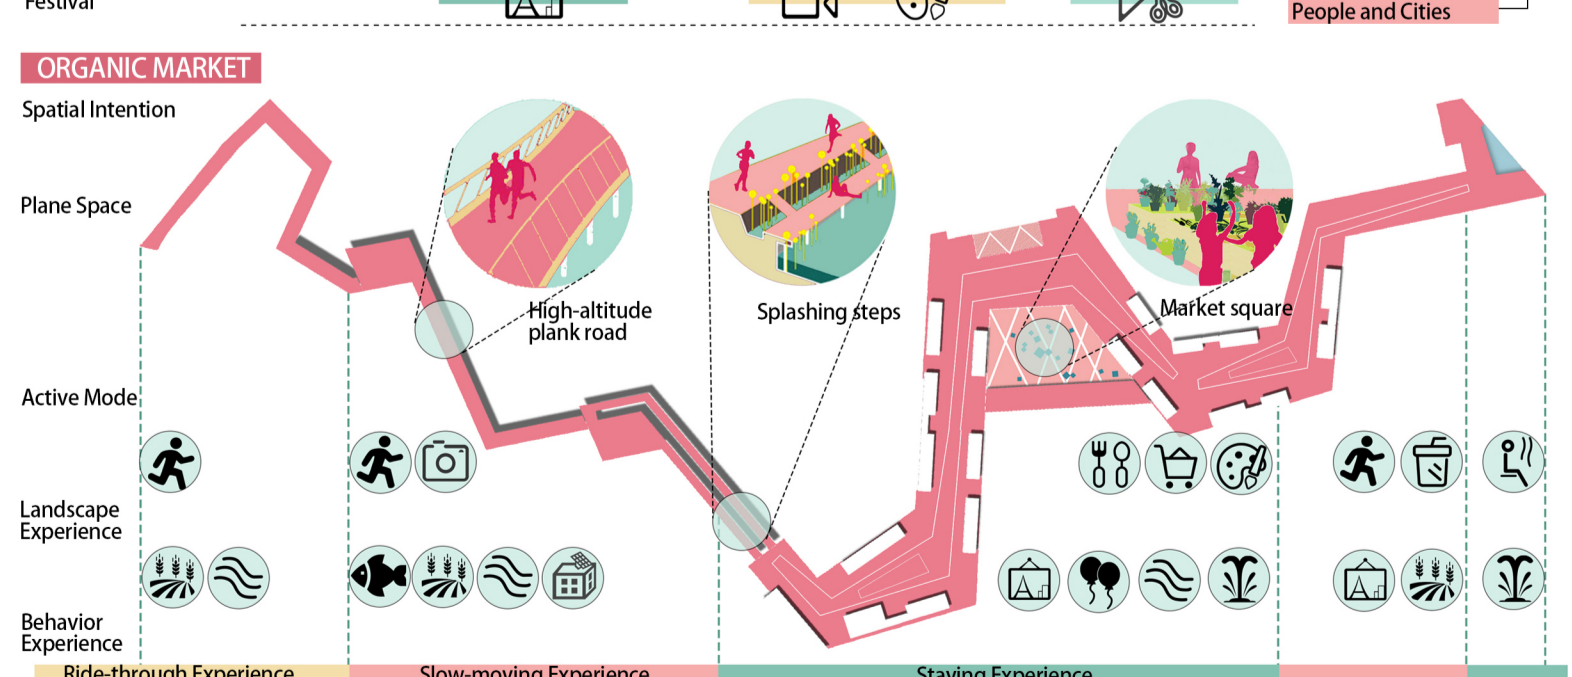 Festival
People and Cities
ORGANIC MARKET
Spatial Intention
Plane Space
High-altitude
plank road
Splashing steps
Market square
Active Mode
Landscape
Experience
Behavior
Experience
Ride-through Experience
Slow-moving Experience
Staying Experience